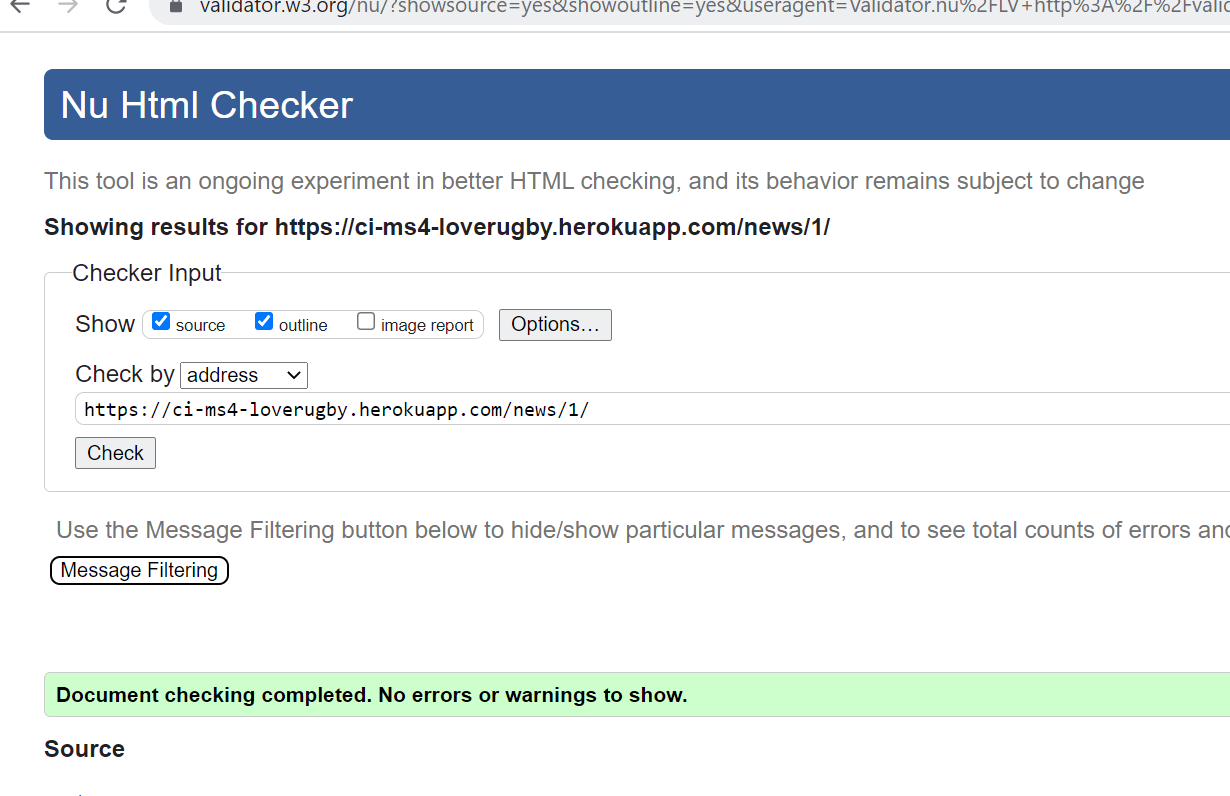 validator.w3.org/nu/?showsource=yes&showoutline=yes&useragent=Validator.nu%2FLV+http%3A%2F%2Fvalid
Nu Html Checker
This tool is an ongoing experiment in better HTML checking, and its behavior remains subject to change
Showing results for https://ci-ms4-loverugby.herokuapp.com/news/1/
Checker Input
Show source outline image report Options...
Check by address
https://ci-ms4-loverugby.herokuapp.com/news/1/
Check
Use the Message Filtering button below to hide/show particular messages, and to see total counts of errors and
Message Filtering
Document checking completed. No errors or warnings to show.
Source